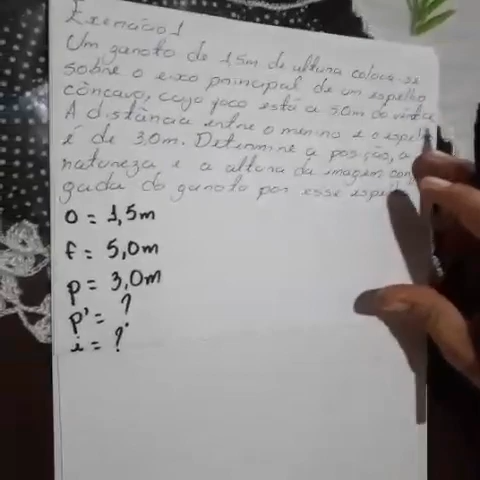 Exercício 1
Um garoto de 1,5m de altura coloca-se
sobre o eixo principal de um espelho
côncavo, cujo foco está a 5,0m do vértice
A distância entre o menino e o espelho
é de 3,0m. Determine a posição, a
natureza e a altura da imagem conju
gada do garoto por esse espelho
o = 1,5m
f = 5,0m
p = 3,0m
p' = ?
i = ?